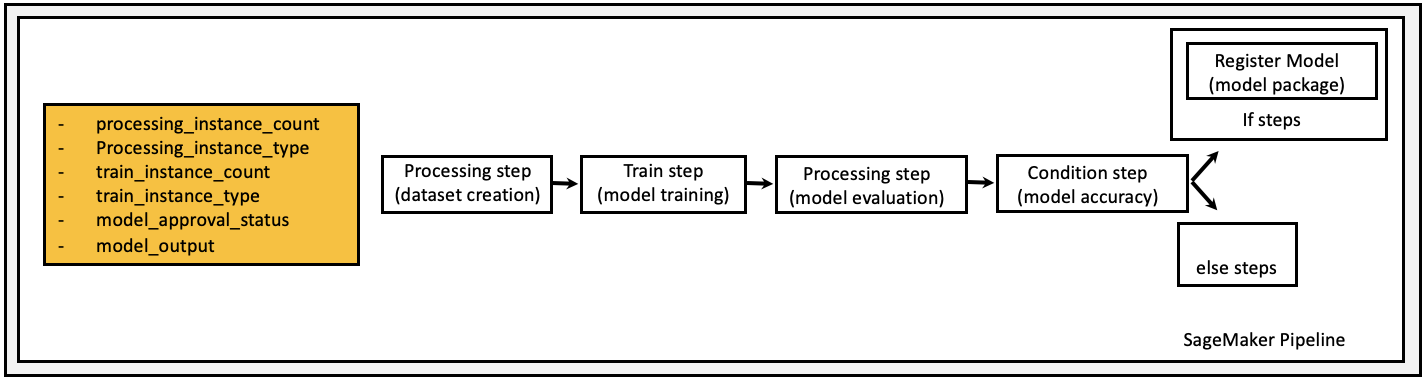 - processing_instance_count
- Processing_instance_type
- train_instance_count
- train_instance_type
- model_approval_status
- model_output
Processing step
(dataset creation)
Train step
(model training)
Processing step
(model evaluation)
Condition step
(model accuracy)
Register Model
(model package)
If steps
else steps
SageMaker Pipeline